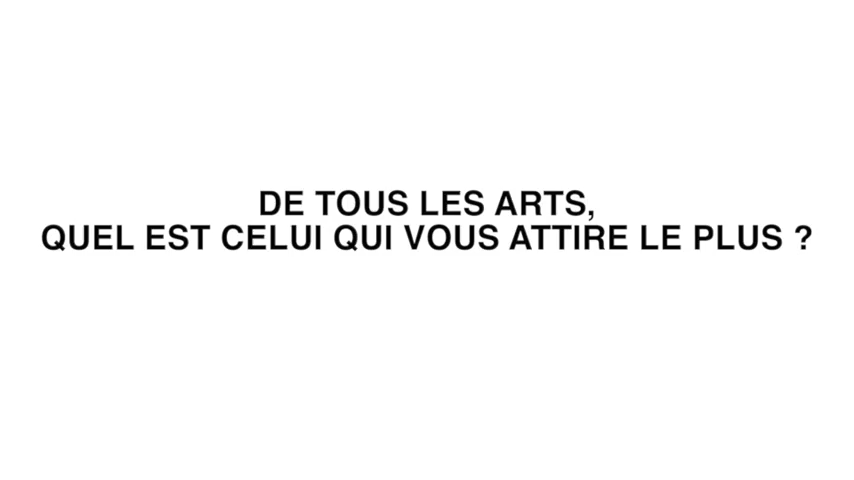 DE TOUS LES ARTS,
QUEL EST CELUI QUI VOUS ATTIRE LE PLUS ?